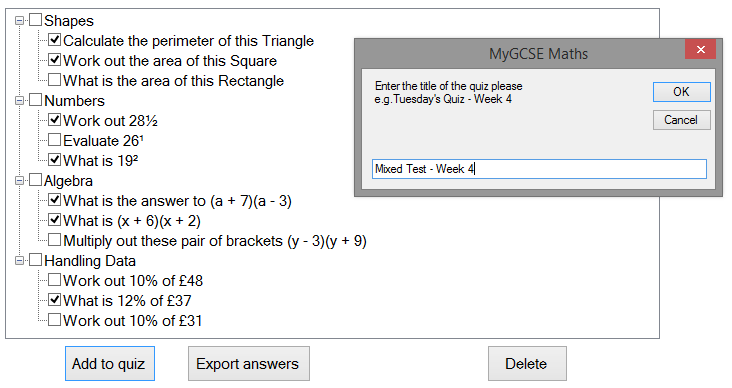 Shapes
Calculate the perimeter of this Triangle
Work out the area of this Square
What is the area of this Rectangle
Numbers
Work out 28½
Evaluate 26¹
What is 19²
Algebra
What is the answer to (a + 7)(a - 3)
What is (x + 6)(x + 2)
Multiply out these pair of brackets (y - 3)(y + 9)
Handling Data
Work out 10% of £48
What is 12% of £37
Work out 10% of £31
Add to quiz
Export answers
Delete
MyGCSE Maths
Enter the title of the quiz please
e.g.Tuesday's Quiz - Week 4
OK
Cancel
Mixed Test - Week 4